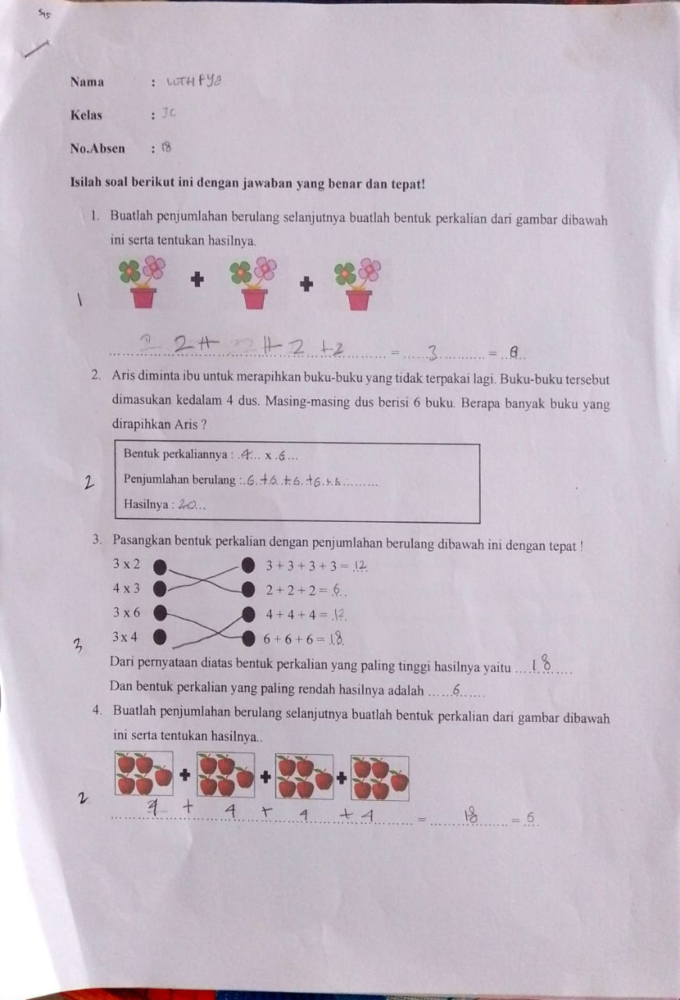 Nama :
Kelas : 3C
No.Absen : 18
Isilah soal berikut ini dengan jawaban yang benar dan tepat!
1. Buatlah penjumlahan berulang selanjutnya buatlah bentuk perkalian dari gambar dibawah
ini serta tentukan hasilnya.
+ +
1
2 2+ 2+ 2 +2 = 3 = 8
2. Aris diminta ibu untuk merapihkan buku-buku yang tidak terpakai lagi. Buku-buku tersebut
dimasukan kedalam 4 dus. Masing-masing dus berisi 6 buku. Berapa banyak buku yang
dirapihkan Aris ?
Bentuk perkaliannya : .4... x .6...
2 Penjumlahan berulang :.6.+6.+6.+6.+6.........
Hasilnya : 20...
3. Pasangkan bentuk perkalian dengan penjumlahan berulang dibawah ini dengan tepat !
3 x 2 3 + 3 + 3 + 3 = 12
4 x 3 2 + 2 + 2 = 6
3 x 6 4 + 4 + 4 = 12
3 x 4 6 + 6 + 6 = 18
3
Dari pernyataan diatas bentuk perkalian yang paling tinggi hasilnya yaitu ...18.....
Dan bentuk perkalian yang paling rendah hasilnya adalah .....6......
4. Buatlah penjumlahan berulang selanjutnya buatlah bentuk perkalian dari gambar dibawah
ini serta tentukan hasilnya..
+ + +
2
9 + 9 + 9 + 9 = 18 = 6